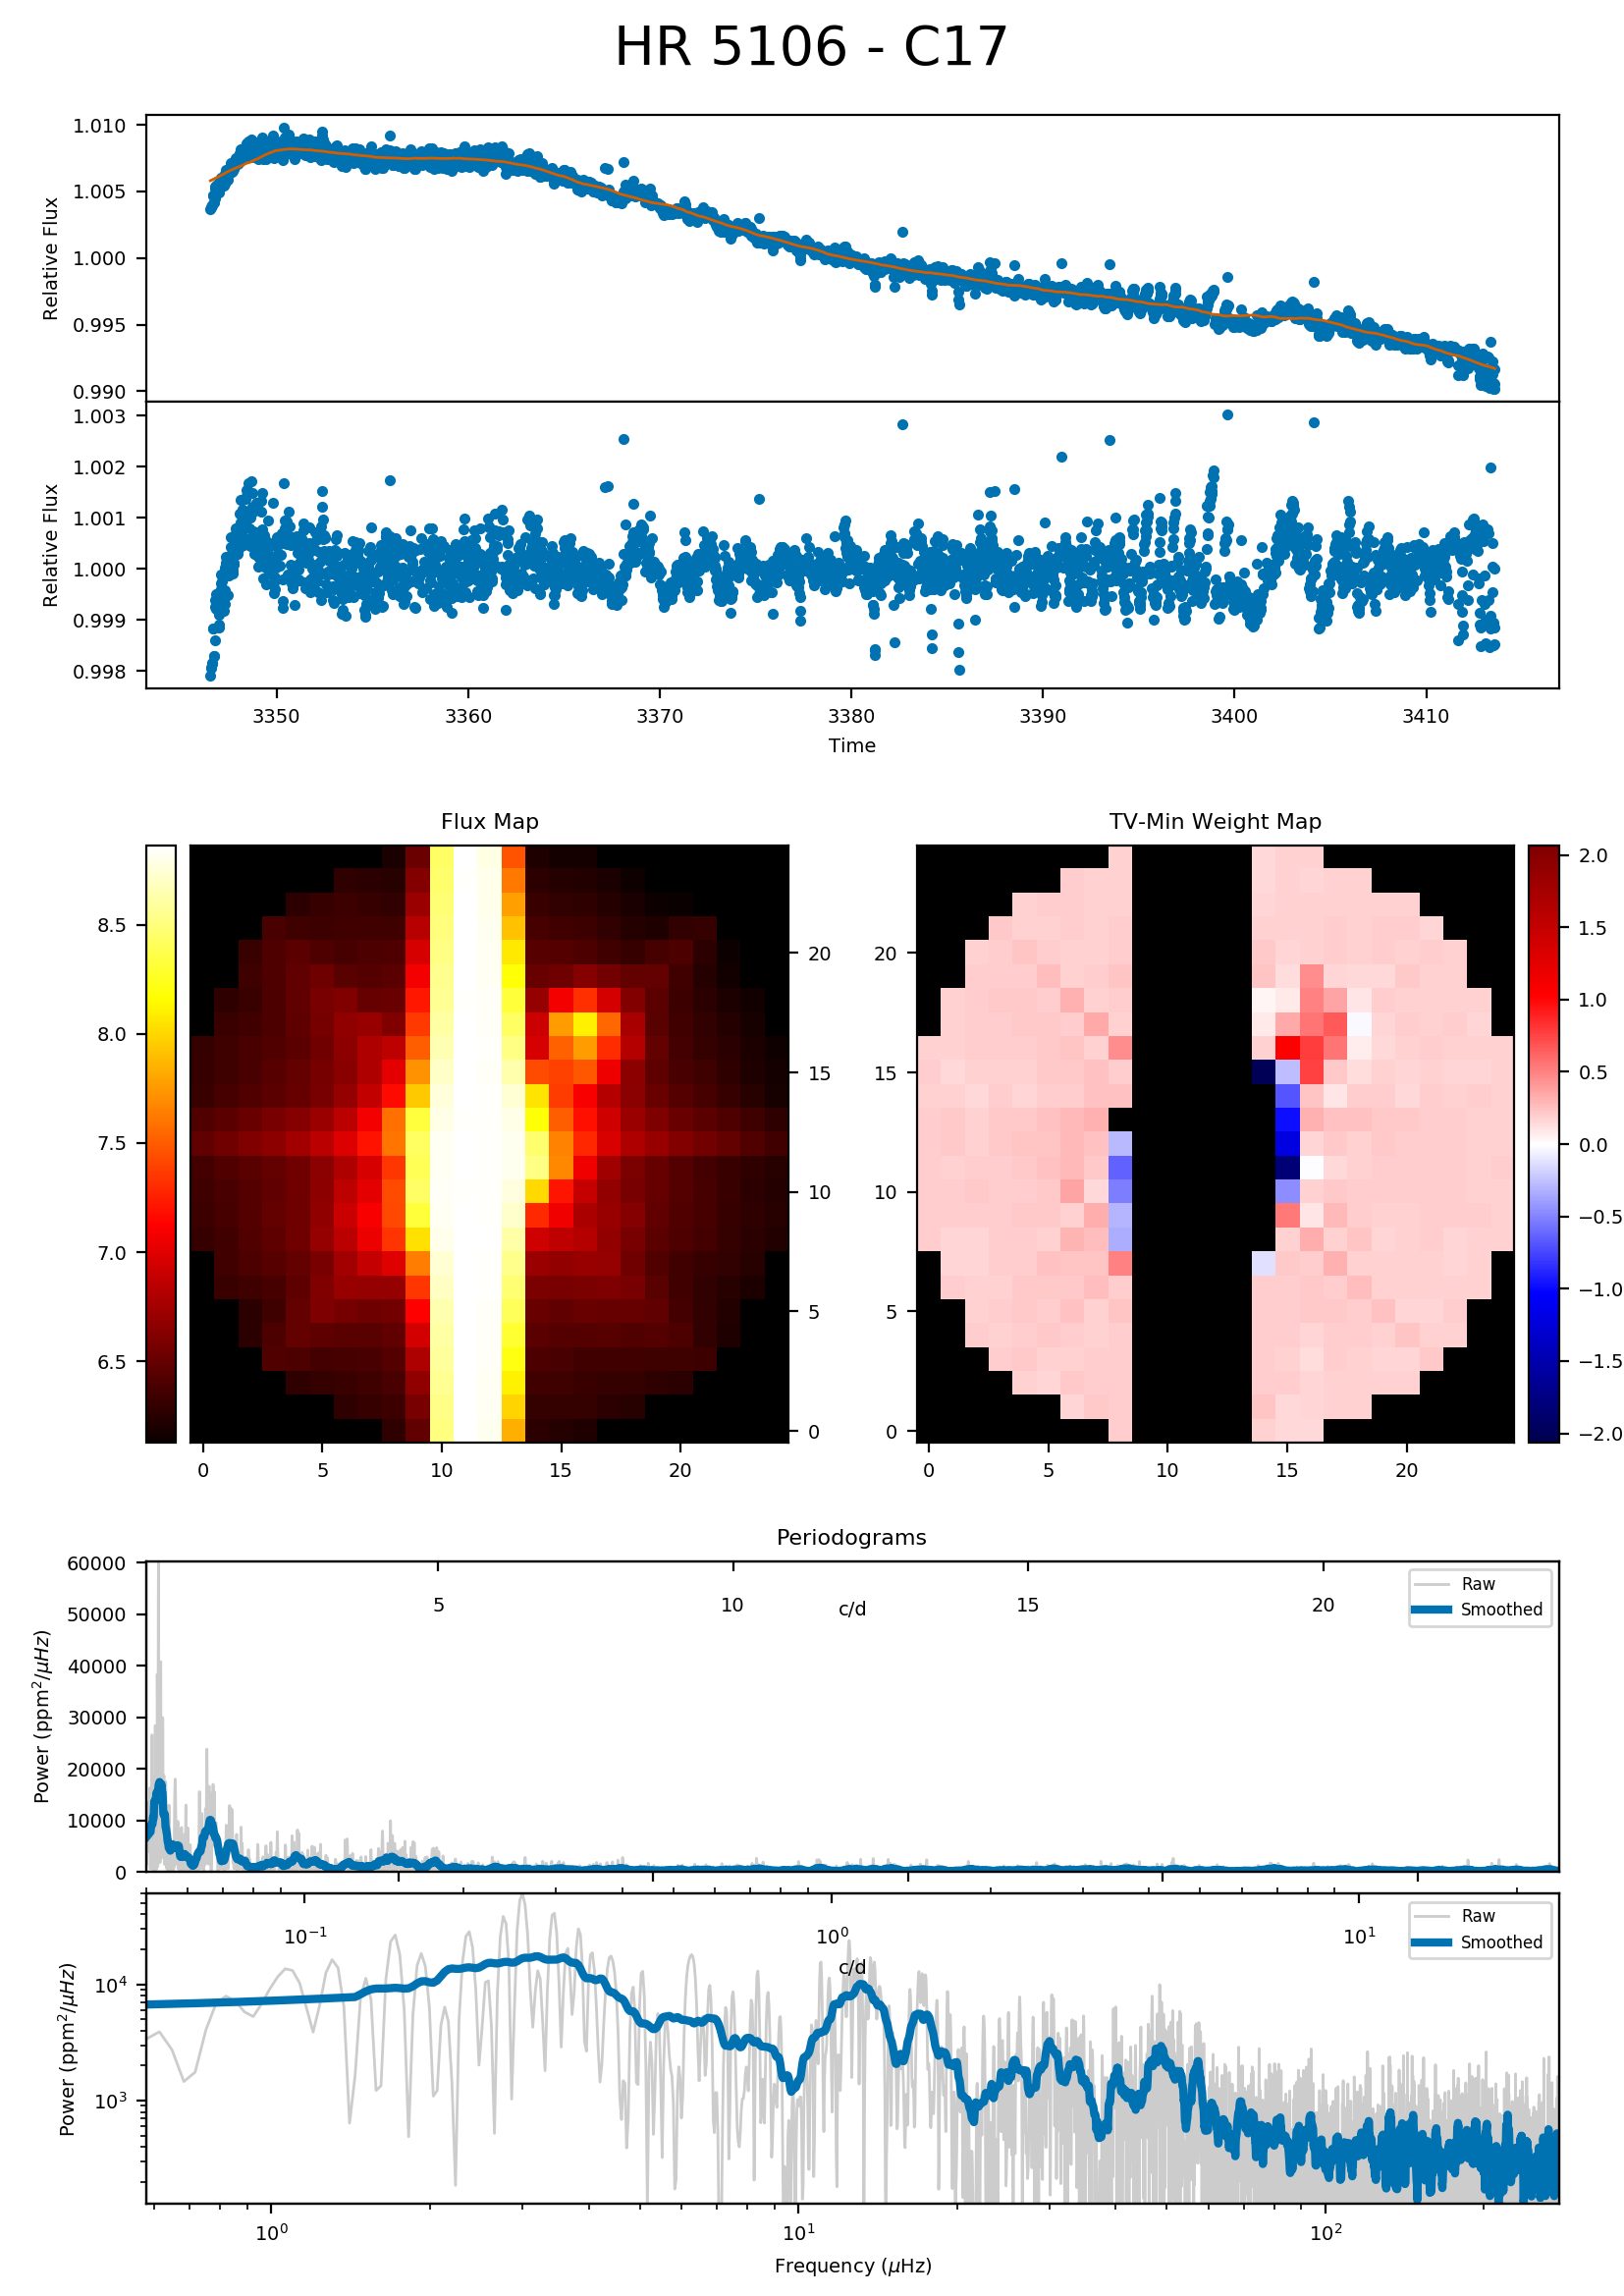 HR 5106 - C17
1.010
1.005
1.000
0.995
0.990
Relative Flux
1.003
1.002
1.001
1.000
0.999
0.998
Relative Flux
3350 3360 3370 3380 3390 3400 3410
Time
Flux Map
8.5
8.0
7.5
7.0
6.5
20
15
10
5
0
0 5 10 15 20
TV-Min Weight Map
20
15
10
5
0
0 5 10 15 20
2.0
1.5
1.0
0.5
0.0
−0.5
−1.0
−1.5
−2.0
Periodograms
60000
50000
40000
30000
20000
10000
0
Power (ppm²/μHz)
5 10 15 20
c/d
Raw
Smoothed
10⁻¹ 10⁰ 10¹
c/d
Raw
Smoothed
10⁴
10³
Power (ppm²/μHz)
10⁰ 10¹ 10²
Frequency (μHz)